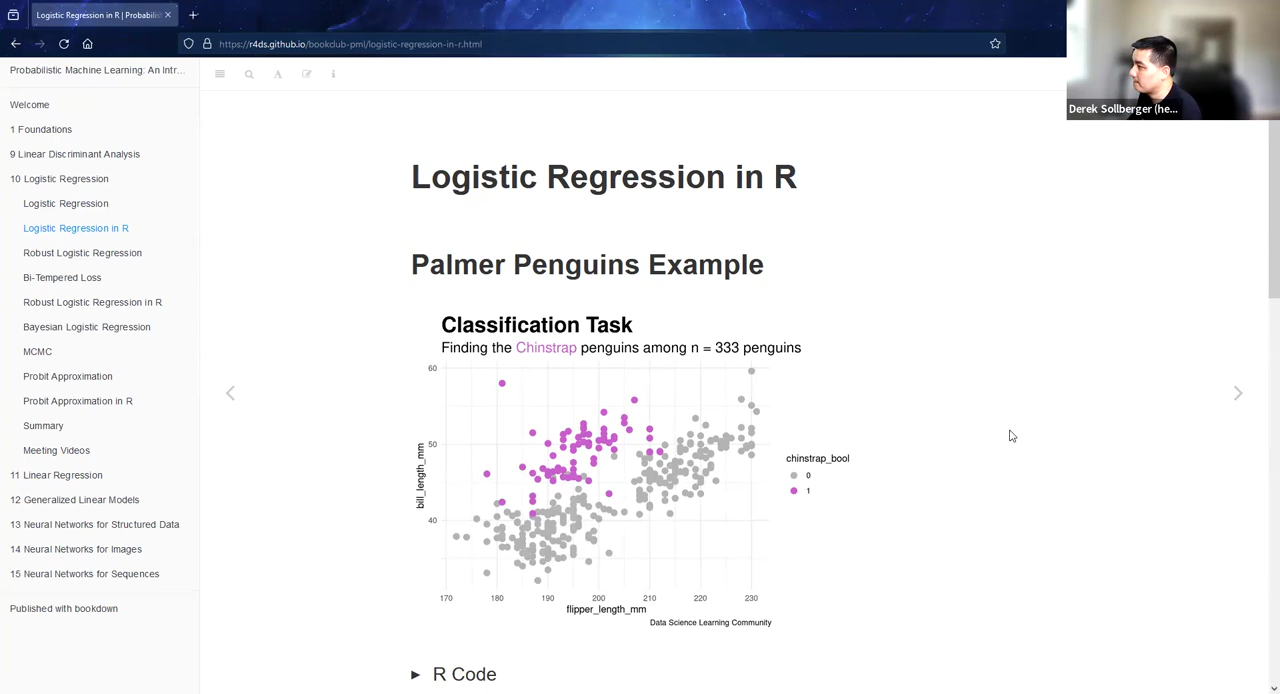 Logistic Regression in R | Probabilis
https://r4ds.github.io/bookclub-pml/logistic-regression-in-r.html
Derek Sollberger (he...
Probabilistic Machine Learning: An Intr...
Welcome
1 Foundations
9 Linear Discriminant Analysis
10 Logistic Regression
Logistic Regression
Logistic Regression in R
Robust Logistic Regression
Bi-Tempered Loss
Robust Logistic Regression in R
Bayesian Logistic Regression
MCMC
Probit Approximation
Probit Approximation in R
Summary
Meeting Videos
11 Linear Regression
12 Generalized Linear Models
13 Neural Networks for Structured Data
14 Neural Networks for Images
15 Neural Networks for Sequences
Published with bookdown
Logistic Regression in R
Palmer Penguins Example
Classification Task
Finding the Chinstrap penguins among n = 333 penguins
60
50
40
bill_length_mm
170 180 190 200 210 220 230
flipper_length_mm
chinstrap_bool
0
1
Data Science Learning Community
R Code